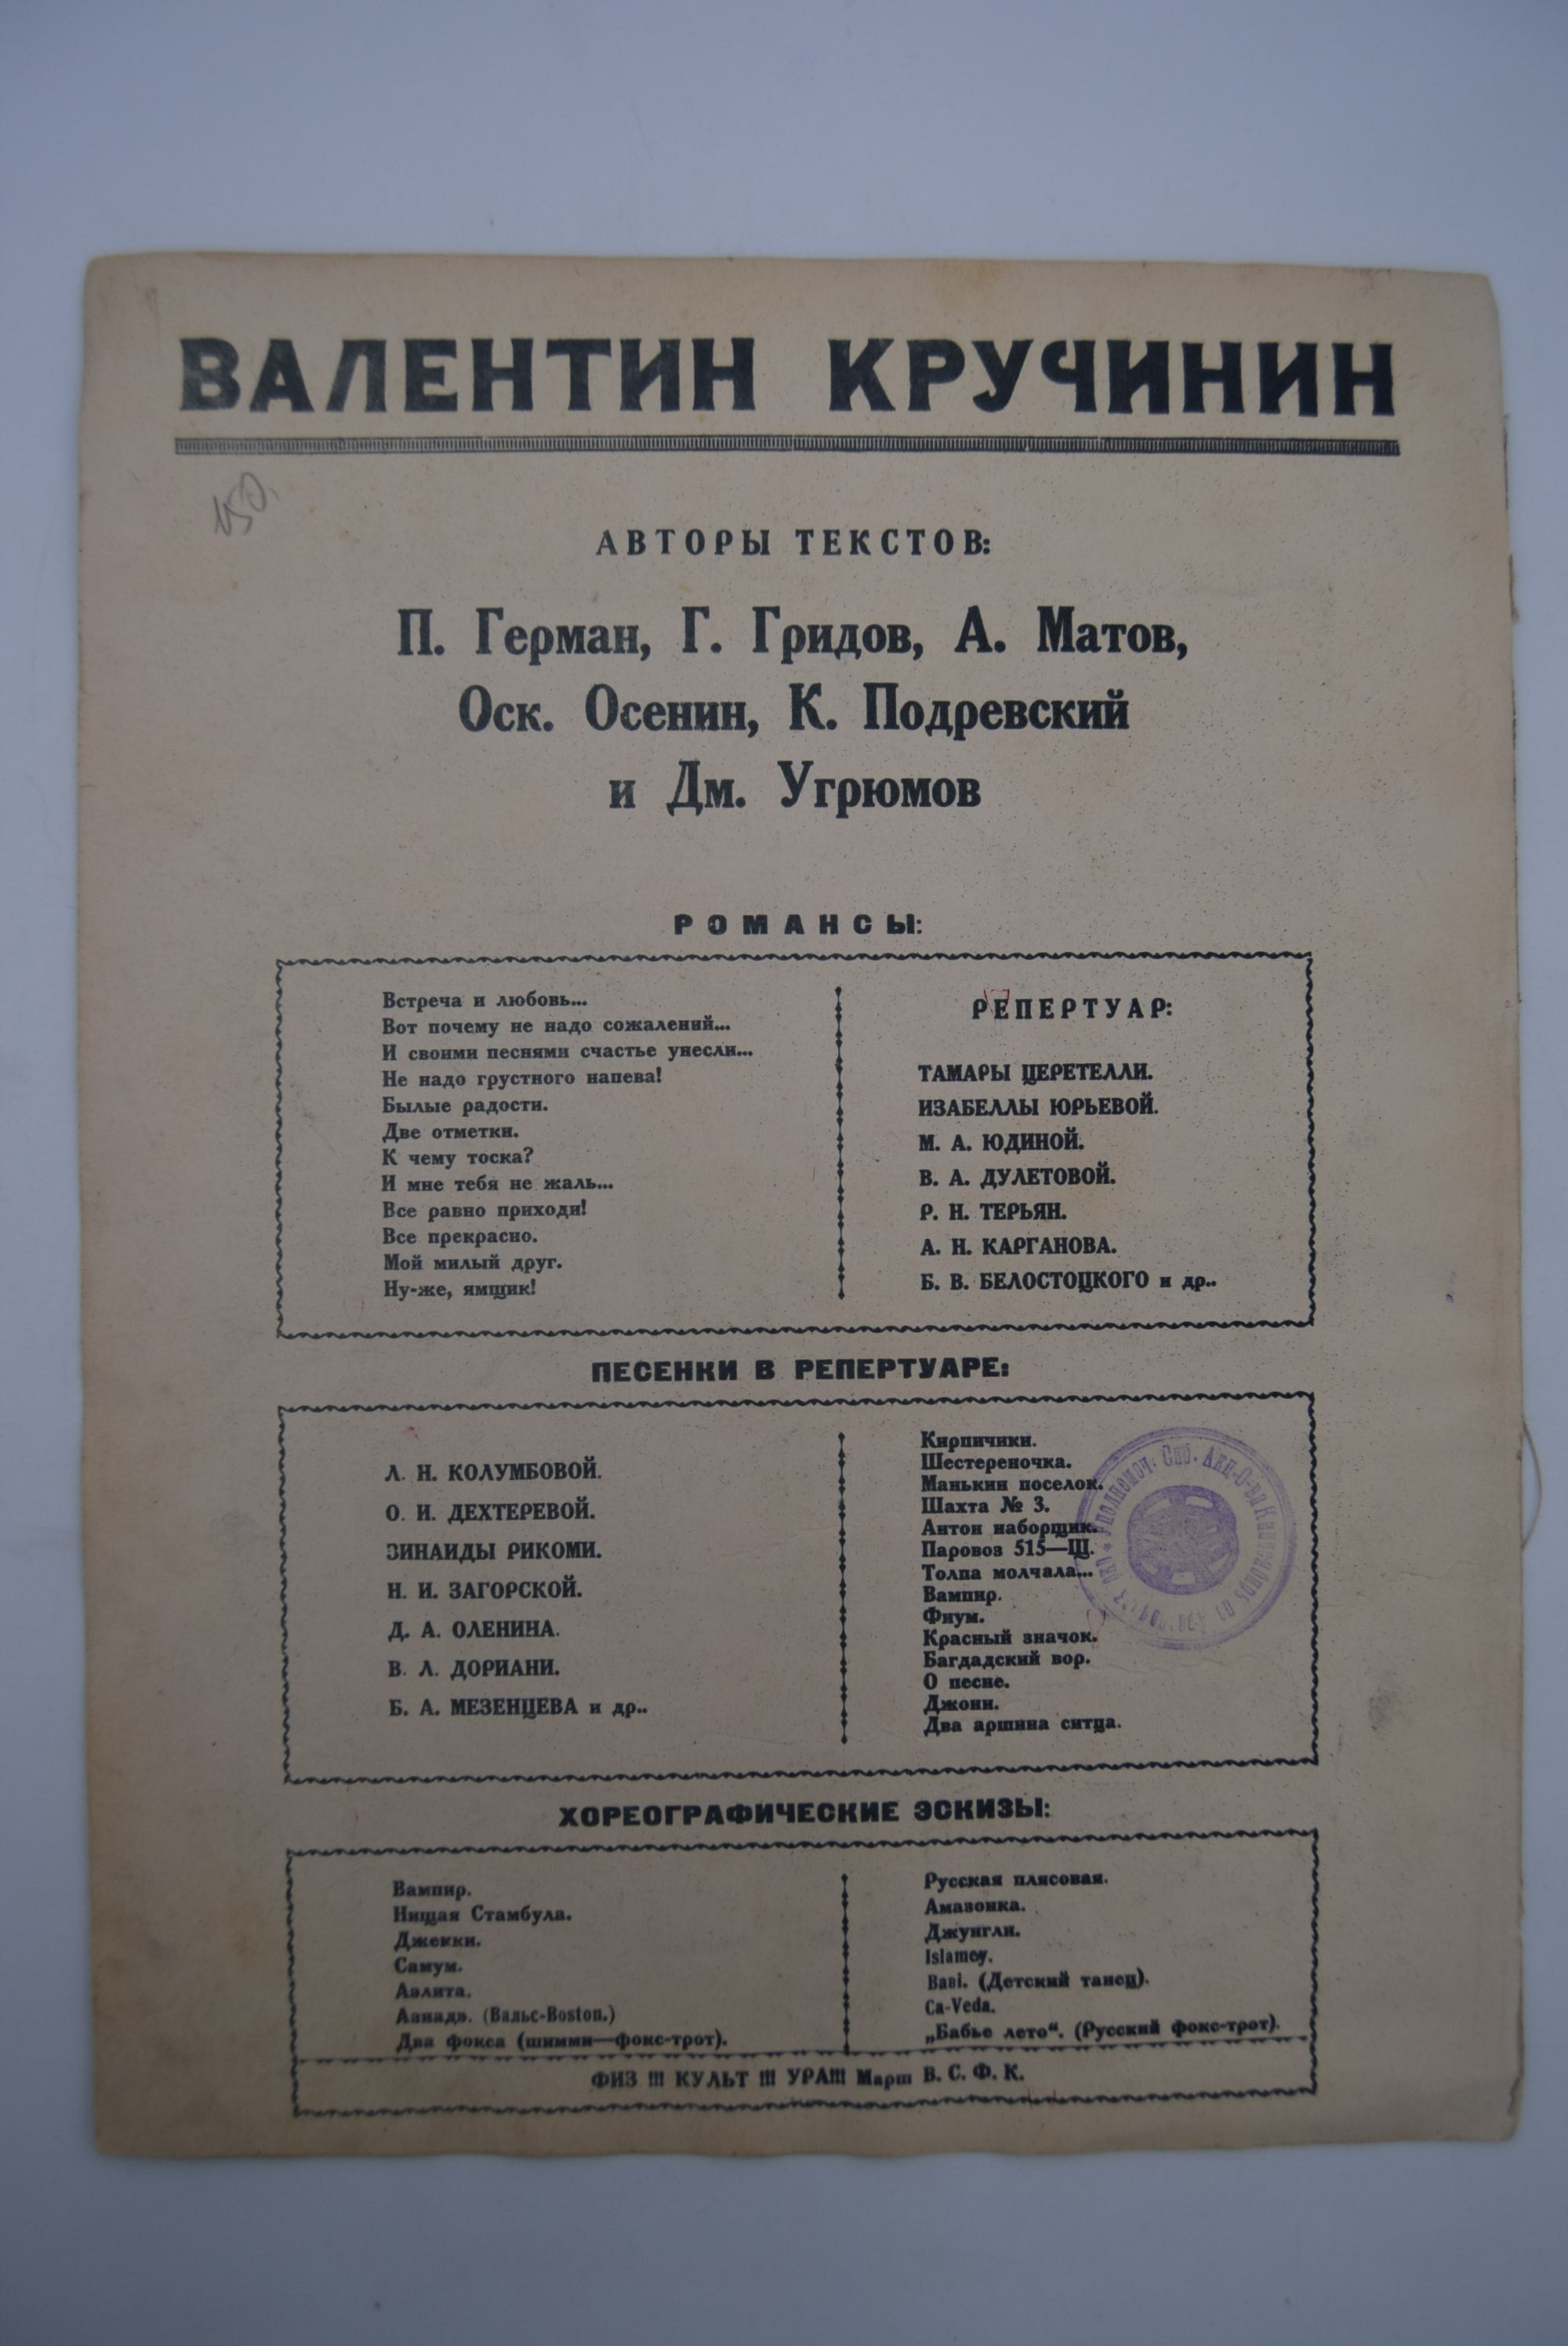 ВАЛЕНТИН КРУЧИНИН
150.
АВТОРЫ ТЕКСТОВ:
П. Герман, Г. Гридов, А. Матов,
Оск. Осенин, К. Подревский
и Дм. Угрюмов
РОМАНСЫ:
Встреча и любовь...
Вот почему не надо сожалений...
И своими песнями счастье унесли...
Не надо грустного напева!
Былые радости.
Две отметки.
К чему тоска?
И мне тебя не жаль...
Все равно приходи!
Все прекрасно.
Мой милый друг.
Ну-же, ямщик!
РЕПЕРТУАР:
ТАМАРЫ ЦЕРЕТЕЛЛИ.
ИЗАБЕЛЛЫ ЮРЬЕВОЙ.
М. А. ЮДИНОЙ.
В. А. ДУЛЕТОВОЙ.
Р. Н. ТЕРЬЯН.
А. Н. КАРГАНОВА.
Б. В. БЕЛОСТОЦКОГО и др..
ПЕСЕНКИ В РЕПЕРТУАРЕ:
Л. Н. КОЛУМБОВОЙ.
О. И. ДЕХТЕРЕВОЙ.
ЗИНАИДЫ РИКОМИ.
Н. И. ЗАГОРСКОЙ.
Д. А. ОЛЕНИНА.
В. Л. ДОРИАНИ.
Б. А. МЕЗЕНЦЕВА и др..
Кирпичики.
Шестереночка.
Манькин поселок.
Шахта № 3.
Антон наборщик.
Паровоз 515—Щ.
Толпа молчала...
Вампир.
Фиум.
Красный значок.
Багдадский вор.
О песне.
Джонн.
Два аршина ситца.
ХОРЕОГРАФИЧЕСКИЕ ЭСКИЗЫ:
Вампир.
Нищая Стамбула.
Джекки.
Самум.
Аэлита.
Азиадэ. (Вальс-Boston.)
Два фокса (шимми—фокс-трот).
Русская плясовая.
Амазонка.
Джунгли.
Islamey.
Bani. (Детский танец).
Ca-Veda.
„Бабье лето“. (Русский фокс-трот).
ФИЗ !!! КУЛЬТ !!! УРА!!! Марш В. С. Ф. К.